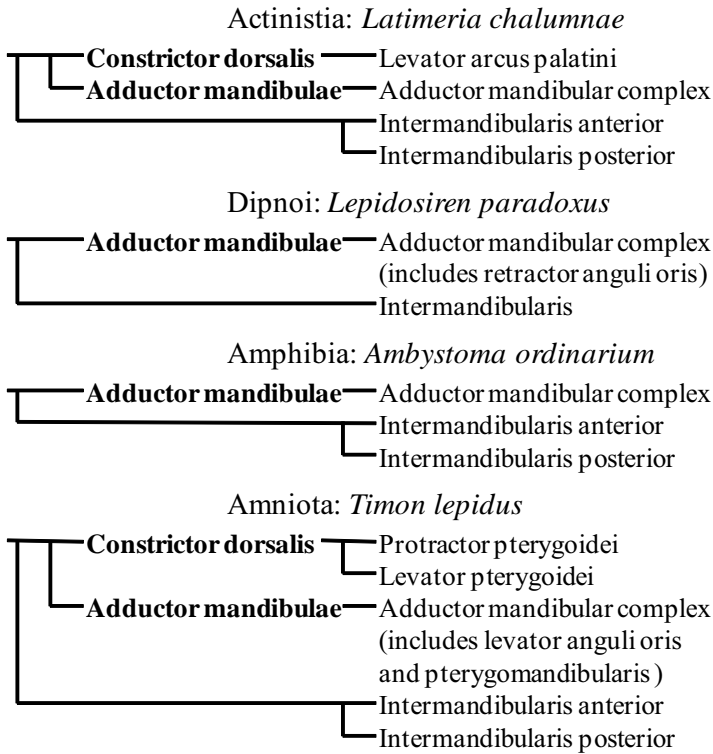 Actinistia: Latimeria chalumnae
Constrictor dorsalis Levator arcus palatini
Adductor mandibulae Adductor mandibular complex
Intermandibularis anterior
Intermandibularis posterior
Dipnoi: Lepidosiren paradoxus
Adductor mandibulae Adductor mandibular complex
(includes retractor anguli oris)
Intermandibularis
Amphibia: Ambystoma ordinarium
Adductor mandibulae Adductor mandibular complex
Intermandibularis anterior
Intermandibularis posterior
Amniota: Timon lepidus
Constrictor dorsalis Protractor pterygoidei
Levator pterygoidei
Adductor mandibulae Adductor mandibular complex
(includes levator anguli oris
and pterygomandibularis )
Intermandibularis anterior
Intermandibularis posterior